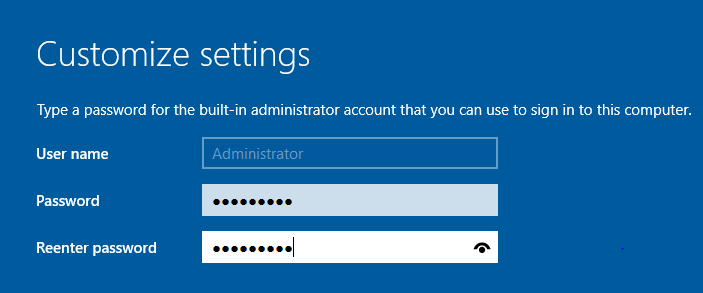 Customize settings
Type a password for the built-in administrator account that you can use to sign in to this computer.
User name Administrator
Password ●●●●●●●●●
Reenter password ●●●●●●●●●